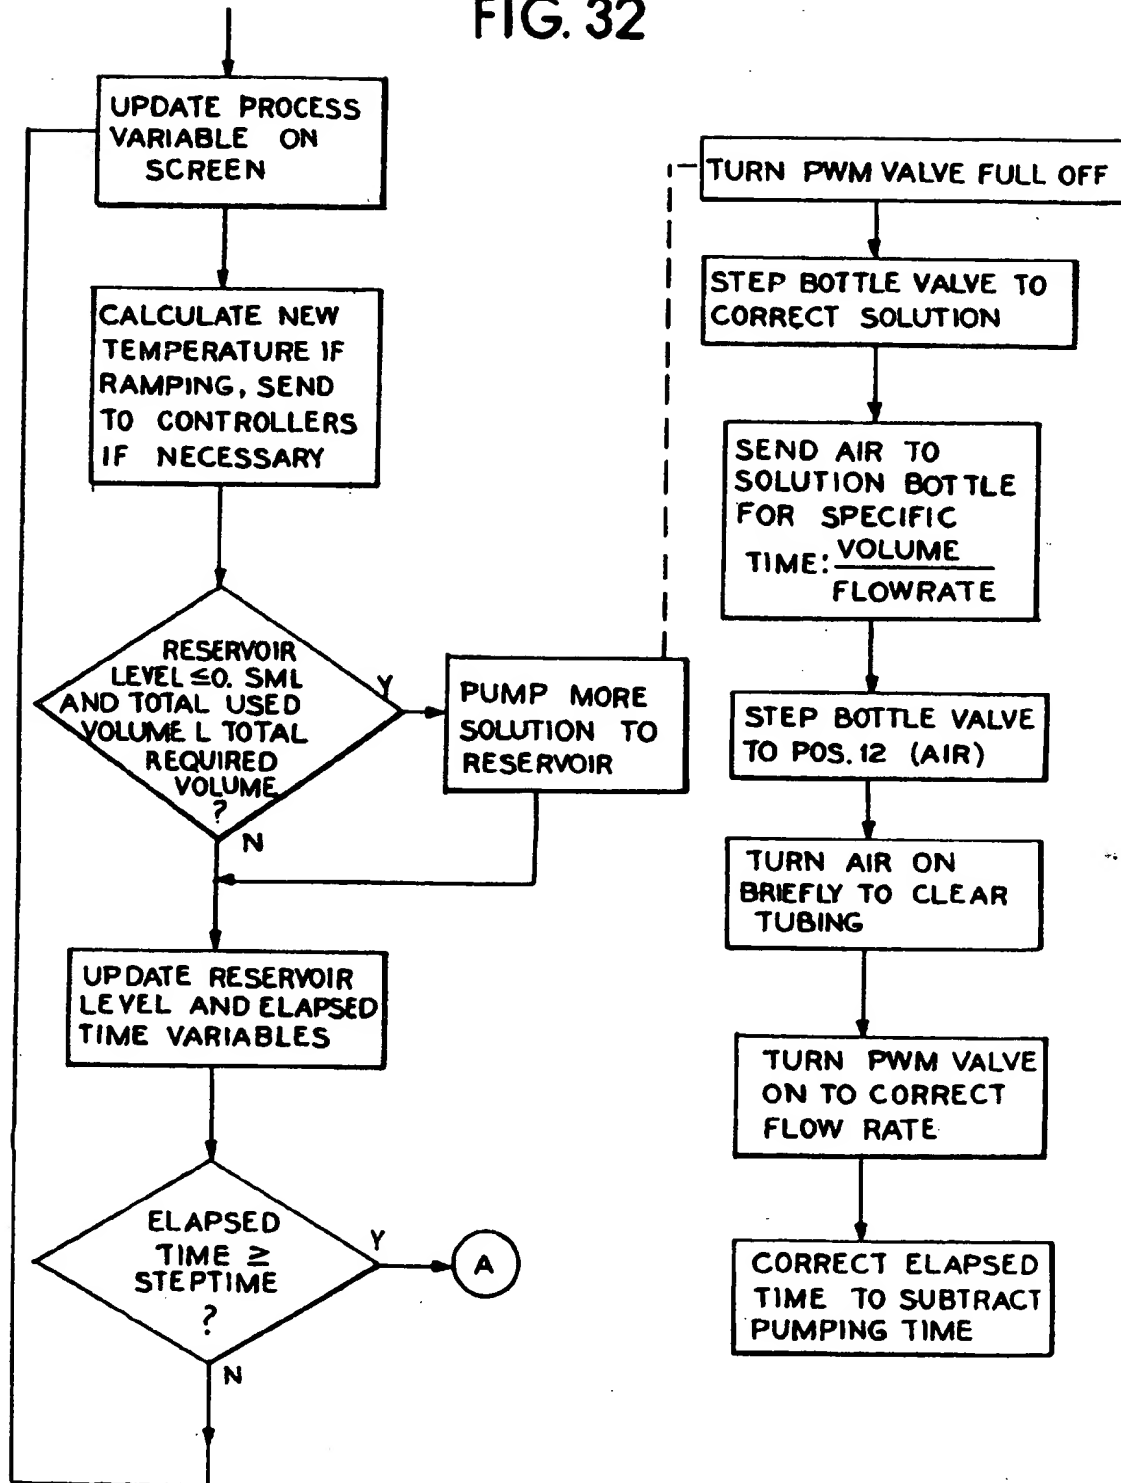 FIG. 32
UPDATE PROCESS
VARIABLE ON
SCREEN
CALCULATE NEW
TEMPERATURE IF
RAMPING, SEND
TO CONTROLLERS
IF NECESSARY
RESERVOIR
LEVEL ≤0. SML
AND TOTAL USED
VOLUME L TOTAL
REQUIRED
VOLUME
?
Y
N
PUMP MORE
SOLUTION TO
RESERVOIR
UPDATE RESERVOIR
LEVEL AND ELAPSED
TIME VARIABLES
ELAPSED
TIME ≥
STEPTIME
?
Y
A
N
TURN PWM VALVE FULL OFF
STEP BOTTLE VALVE TO
CORRECT SOLUTION
SEND AIR TO
SOLUTION BOTTLE
FOR SPECIFIC
TIME: VOLUME
FLOWRATE
STEP BOTTLE VALVE
TO POS. 12 (AIR)
TURN AIR ON
BRIEFLY TO CLEAR
TUBING
TURN PWM VALVE
ON TO CORRECT
FLOW RATE
CORRECT ELAPSED
TIME TO SUBTRACT
PUMPING TIME